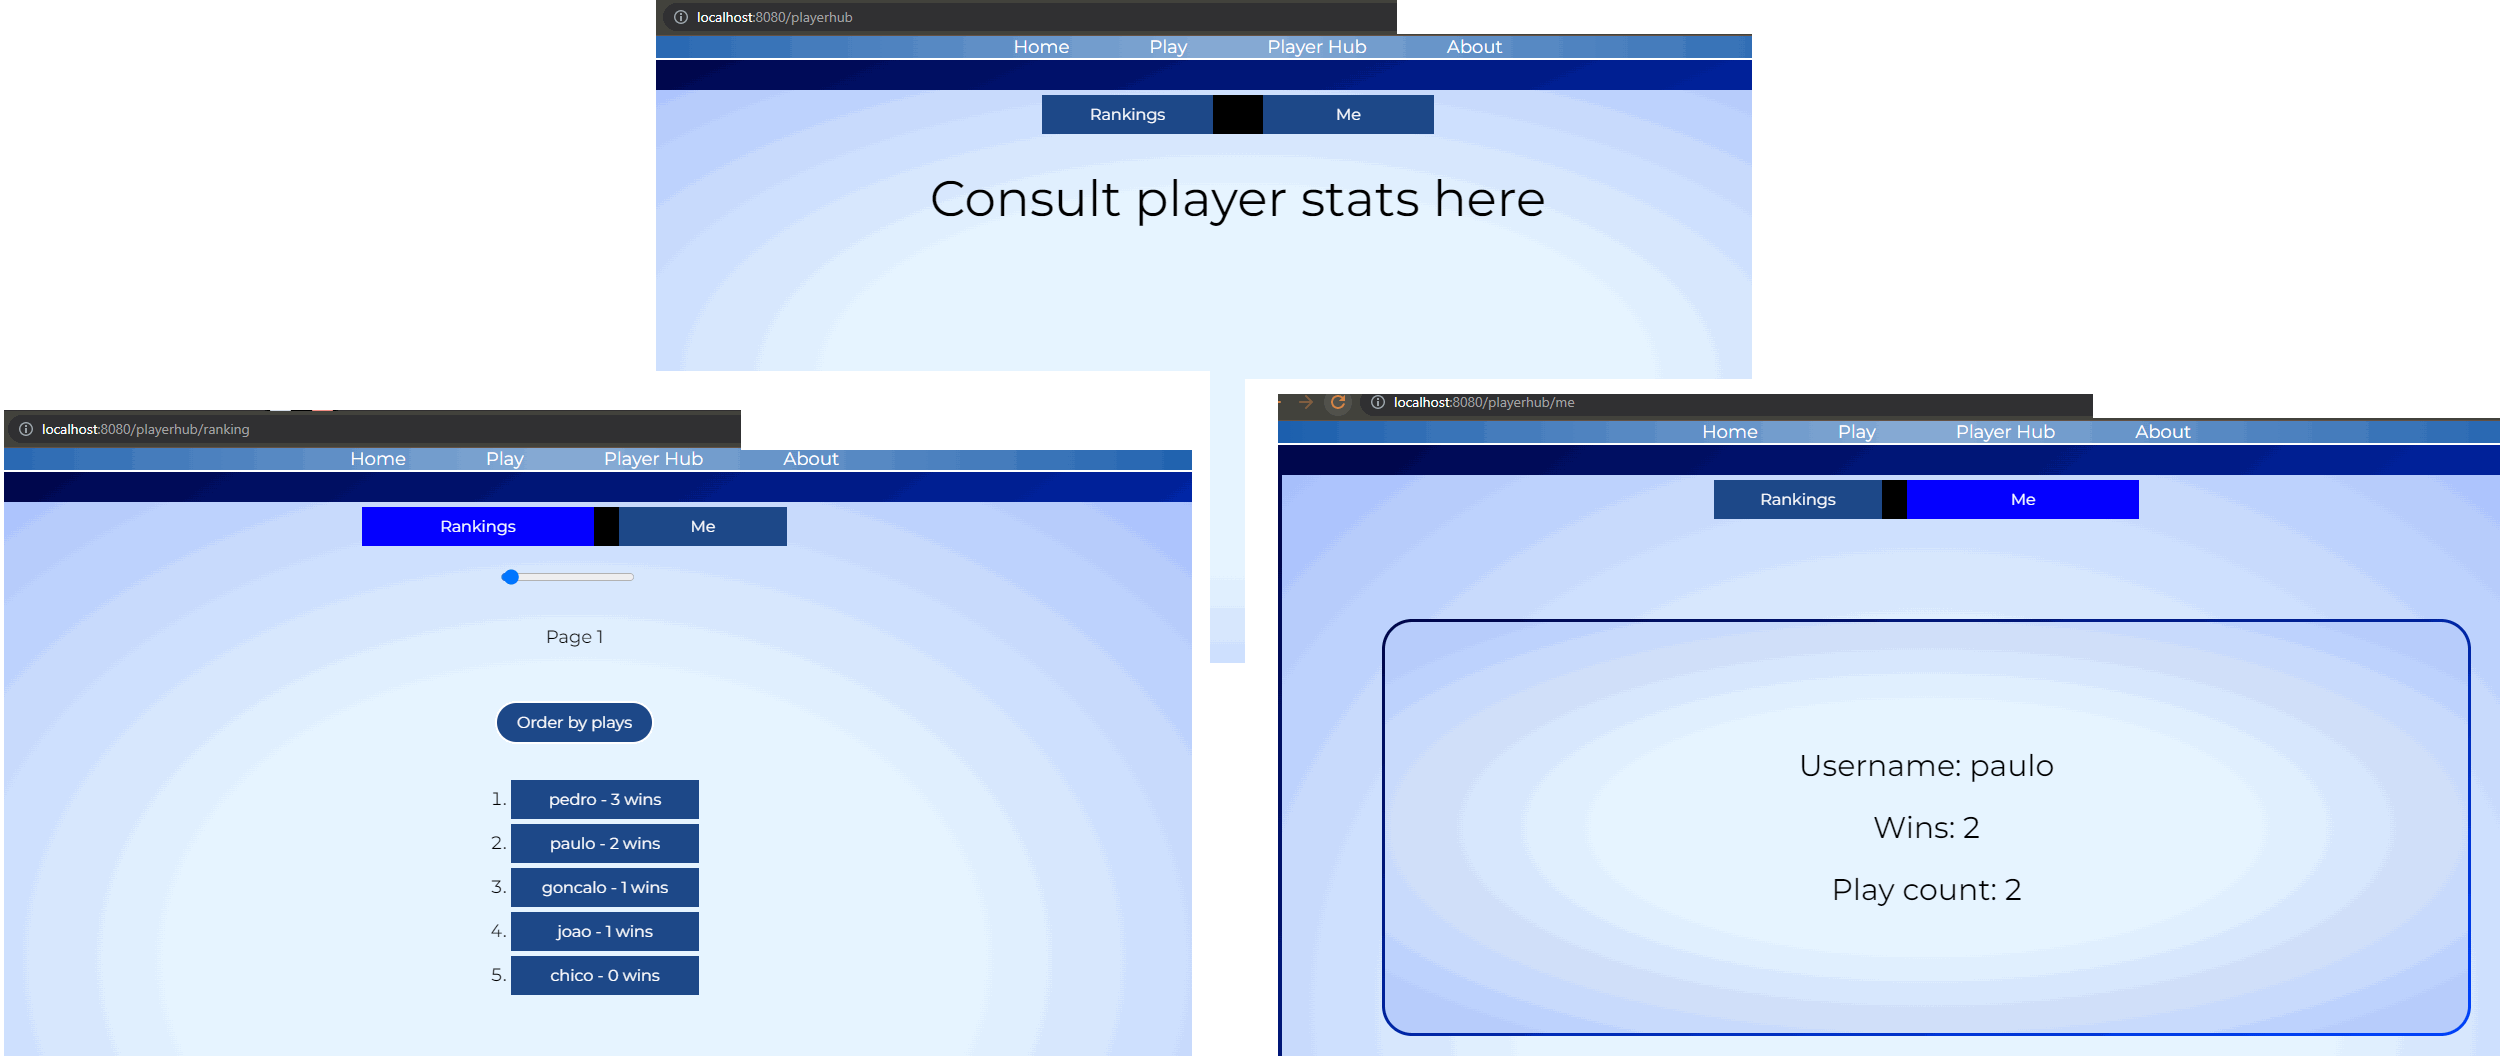 localhost:8080/playerhub
Home Play Player Hub About
Rankings Me
Consult player stats here
localhost:8080/playerhub/ranking
Home Play Player Hub About
Rankings Me
Page 1
Order by plays
1. pedro - 3 wins
2. paulo - 2 wins
3. goncalo - 1 wins
4. joao - 1 wins
5. chico - 0 wins
localhost:8080/playerhub/me
Home Play Player Hub About
Rankings Me
Username: paulo
Wins: 2
Play count: 2